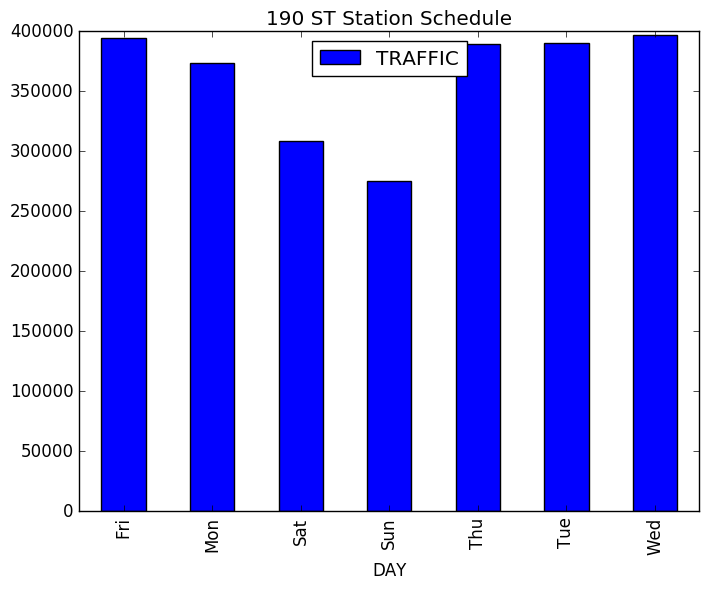 190 ST Station Schedule
TRAFFIC
400000
350000
300000
250000
200000
150000
100000
50000
0
Fri
Mon
Sat
Sun
Thu
Tue
Wed
DAY